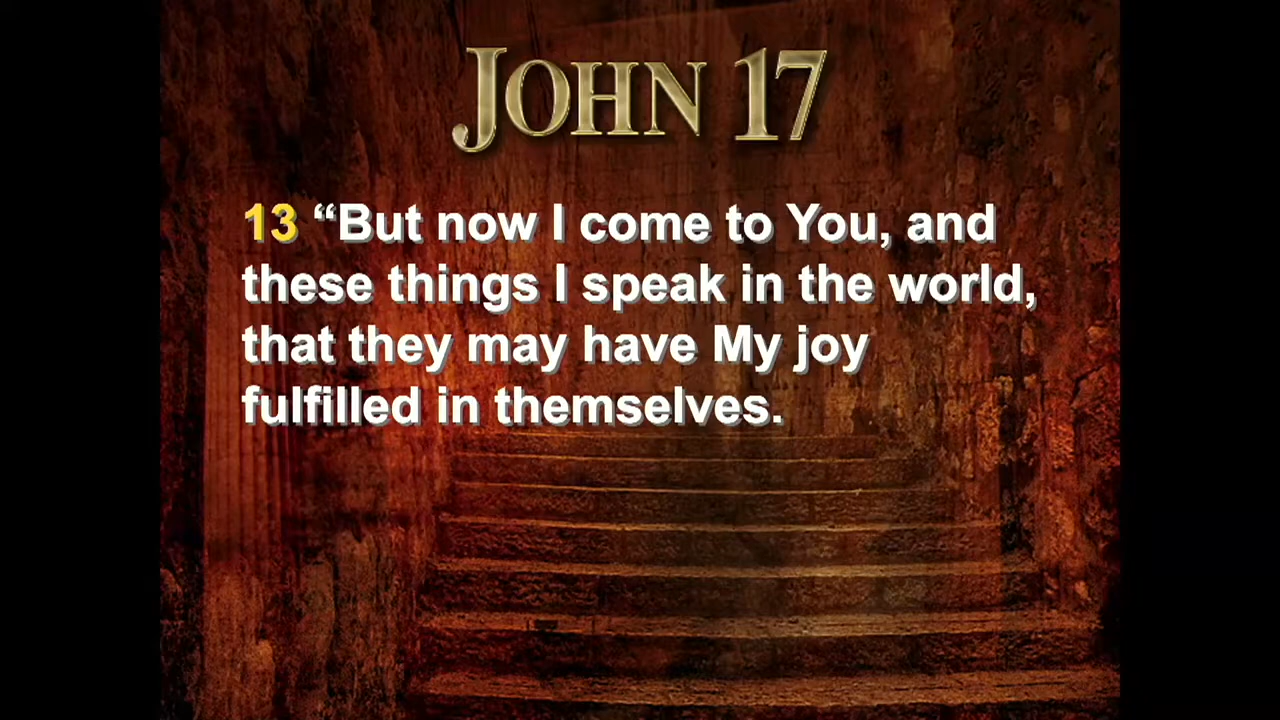 JOHN 17
13 “But now I come to You, and
these things I speak in the world,
that they may have My joy
fulfilled in themselves.